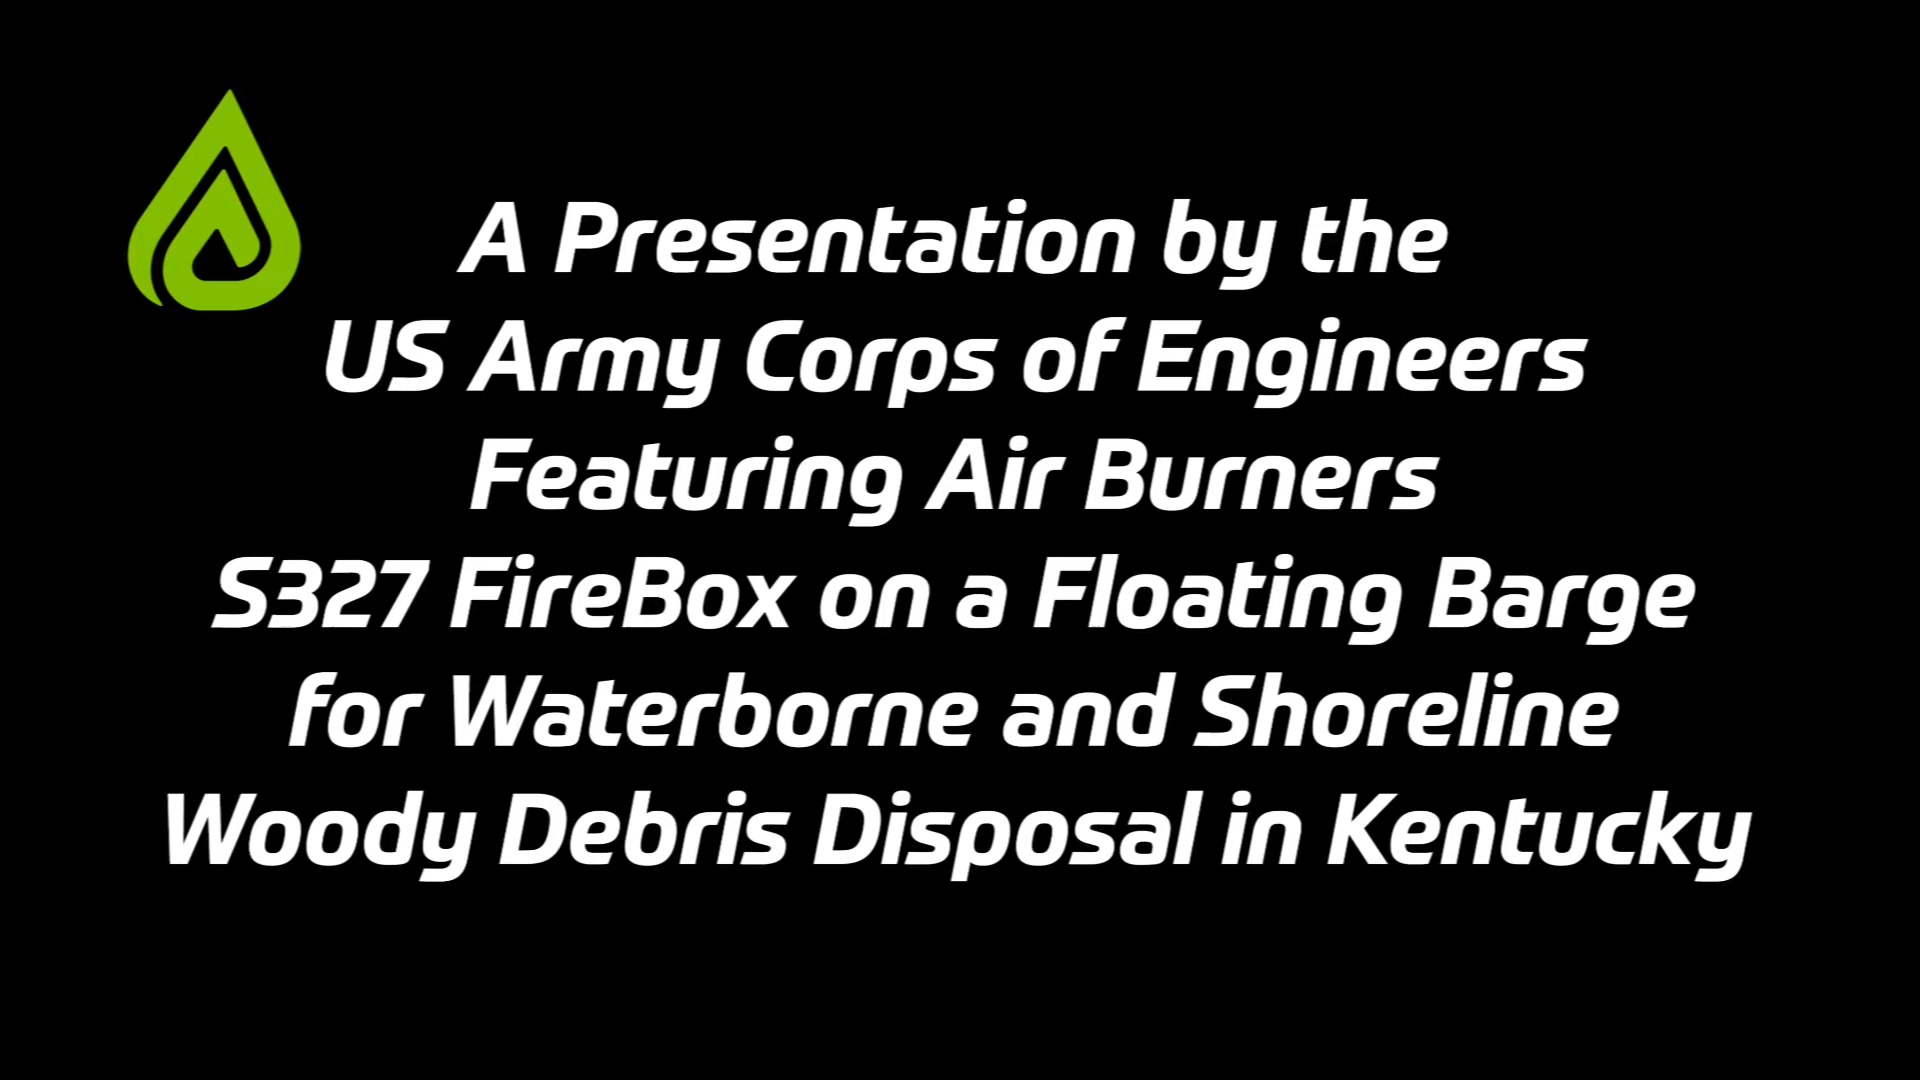 A Presentation by the
US Army Corps of Engineers
Featuring Air Burners
S327 FireBox on a Floating Barge
for Waterborne and Shoreline
Woody Debris Disposal in Kentucky